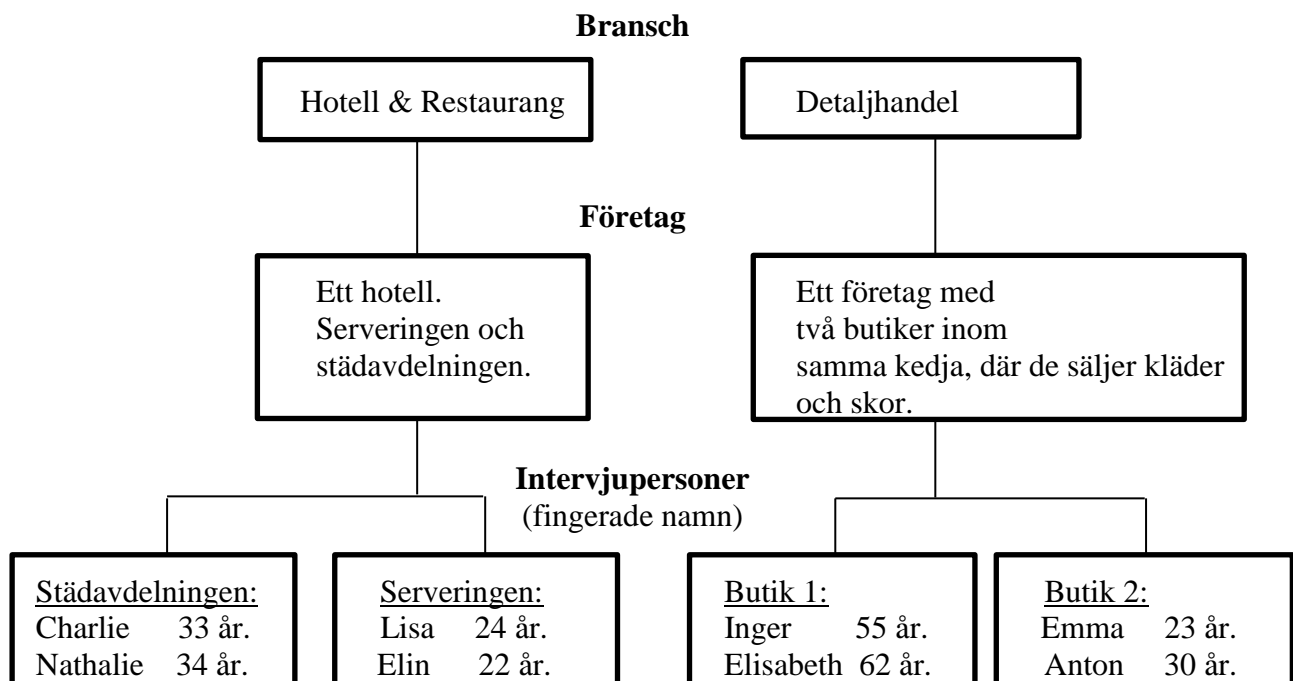 Bransch
Hotell & Restaurang
Detaljhandel
Företag
Ett hotell.
Serveringen och
städavdelningen.
Ett företag med
två butiker inom
samma kedja, där de säljer kläder
och skor.
Intervjupersoner
(fingerade namn)
Städavdelningen:
Charlie 33 år.
Nathalie 34 år.
Serveringen:
Lisa 24 år.
Elin 22 år.
Butik 1:
Inger 55 år.
Elisabeth 62 år.
Butik 2:
Emma 23 år.
Anton 30 år.